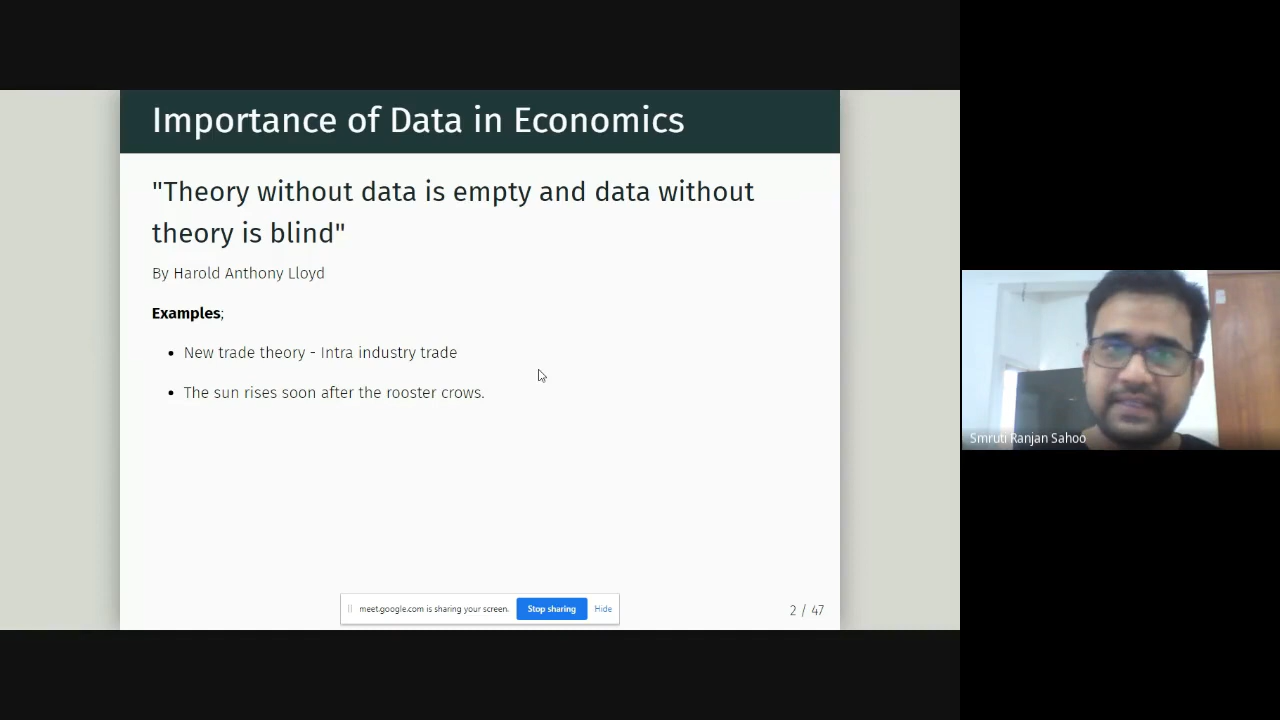 Importance of Data in Economics
"Theory without data is empty and data without
theory is blind"
By Harold Anthony Lloyd
Examples;
• New trade theory - Intra industry trade
• The sun rises soon after the rooster crows.
meet.google.com is sharing your screen.
Stop sharing
Hide
2 / 47
Smruti Ranjan Sahoo